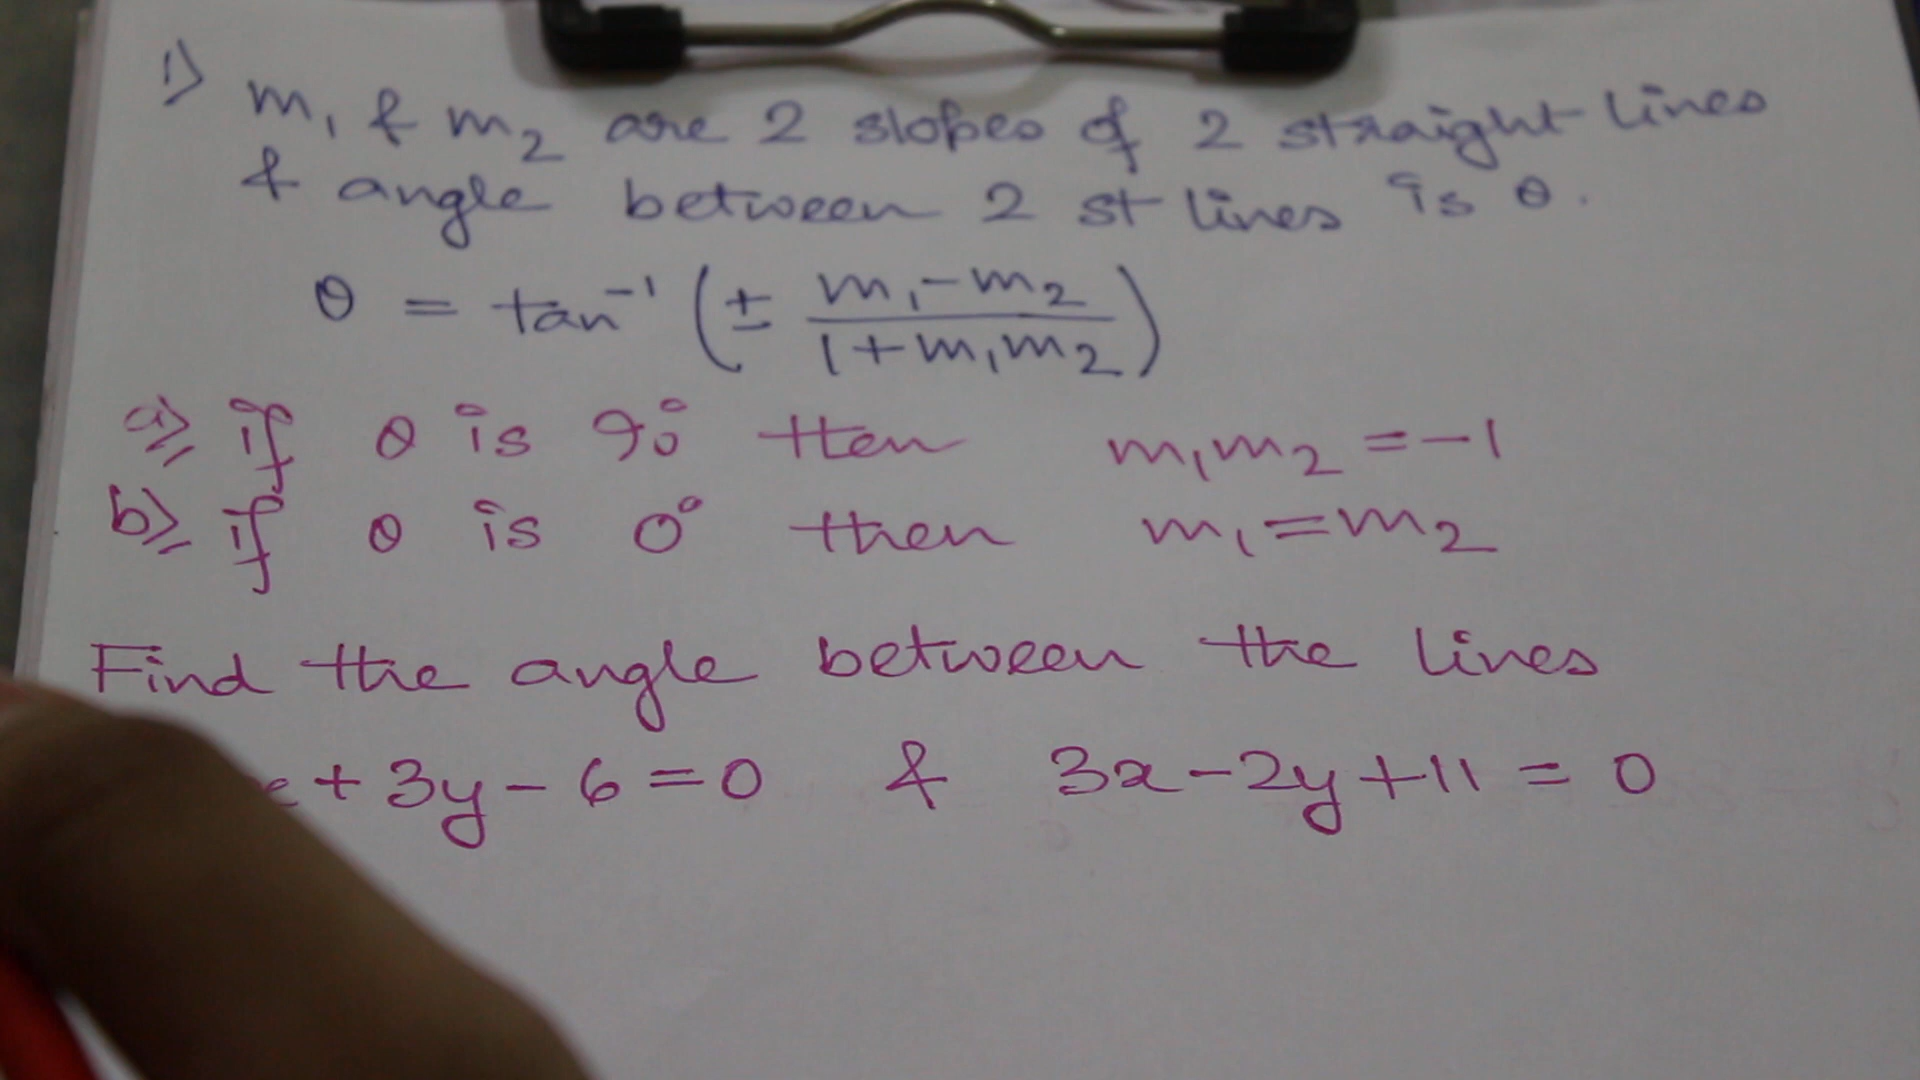 1) m₁ & m₂ are 2 slopes of 2 straight lines
& angle between 2 st lines is θ.
θ = tan⁻¹ (± (m₁-m₂)/(1+m₁m₂))
a) if θ is 90° then m₁m₂ = -1
b) if θ is 0° then m₁ = m₂
Find the angle between the lines
+ 3y - 6 = 0 & 3x - 2y + 11 = 0